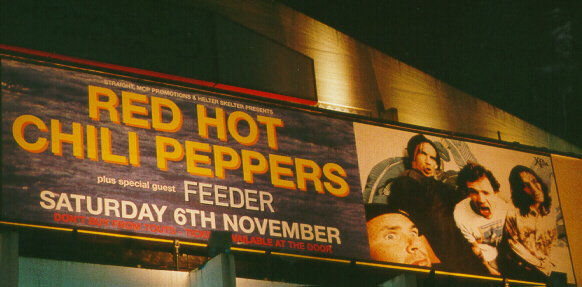 STRAIGHT, MCP PROMOTIONS & HELTER SKELTER PRESENTS
RED HOT
CHILI PEPPERS
plus special guest FEEDER
SATURDAY 6TH NOVEMBER
DON'T BUY FROM TOUTS - AVAILABLE AT THE DOOR